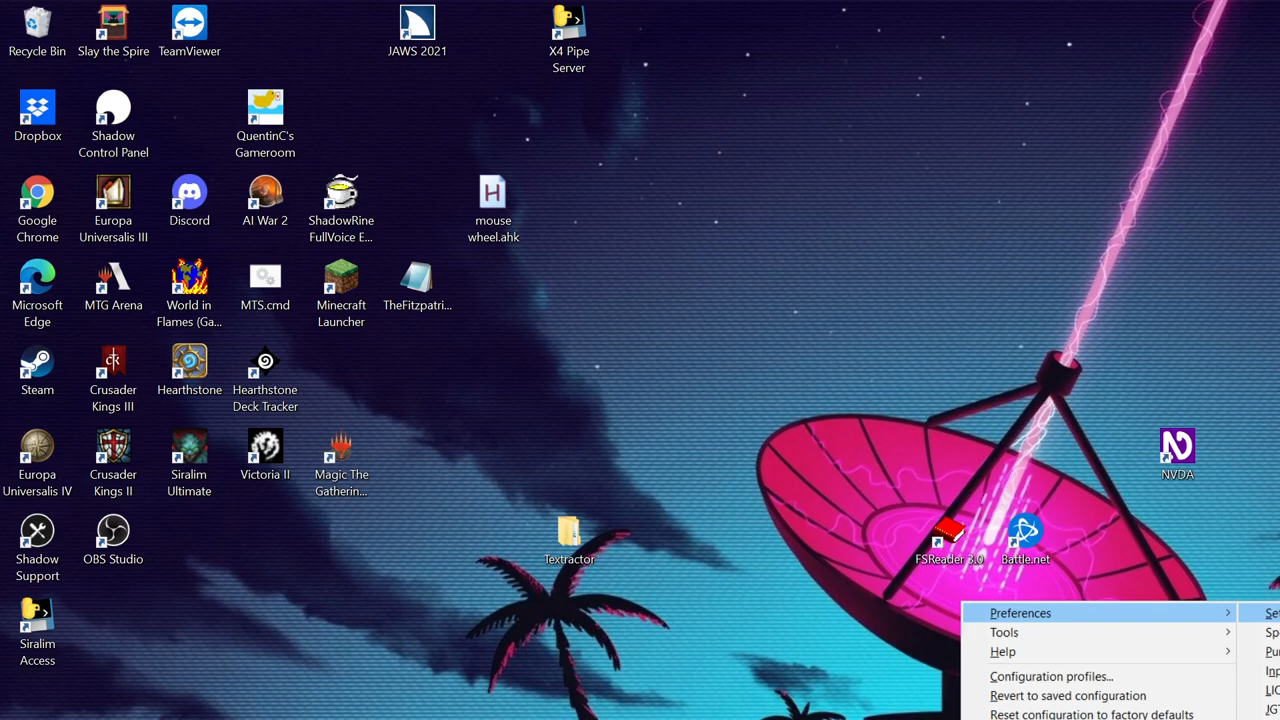 Recycle Bin
Slay the Spire
TeamViewer
JAWS 2021
X4 Pipe
Server
Dropbox
Shadow
Control Panel
QuentinC's
Gameroom
Google
Chrome
Europa
Universalis III
Discord
AI War 2
ShadowRine
FullVoice E...
H
mouse
wheel.ahk
Microsoft
Edge
MTG Arena
World in
Flames (Ga...
MTS.cmd
Minecraft
Launcher
TheFitzpatri...
Steam
Crusader
Kings III
Hearthstone
Hearthstone
Deck Tracker
Europa
Universalis IV
Crusader
Kings II
Siralim
Ultimate
Victoria II
Magic The
Gatherin...
NVDA
Shadow
Support
OBS Studio
Textractor
FSReader 3.0
Battle.net
Siralim
Access
Preferences
Tools
Help
Configuration profiles...
Revert to saved configuration
Reset configuration to factory defaults